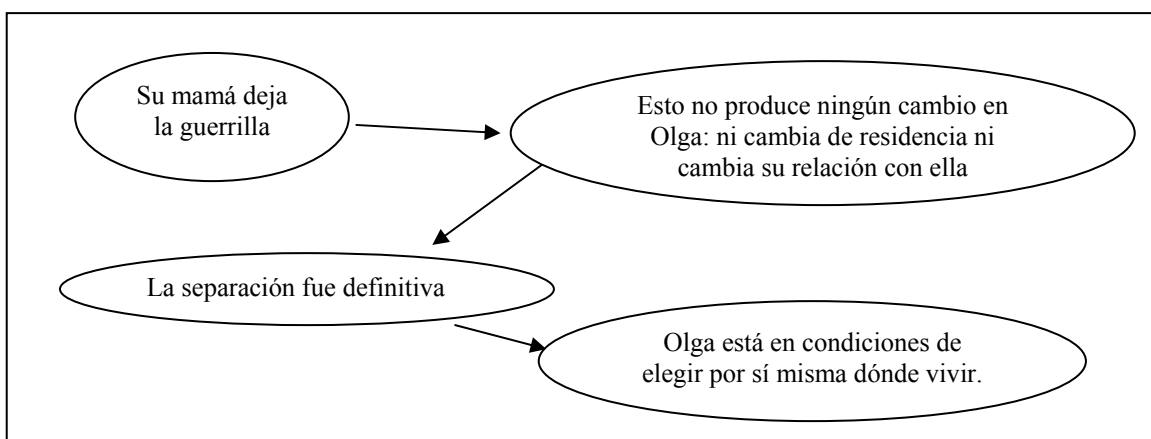 Su mamá deja
la guerrilla
Esto no produce ningún cambio en
Olga: ni cambia de residencia ni
cambia su relación con ella
La separación fue definitiva
Olga está en condiciones de
elegir por sí misma dónde vivir.